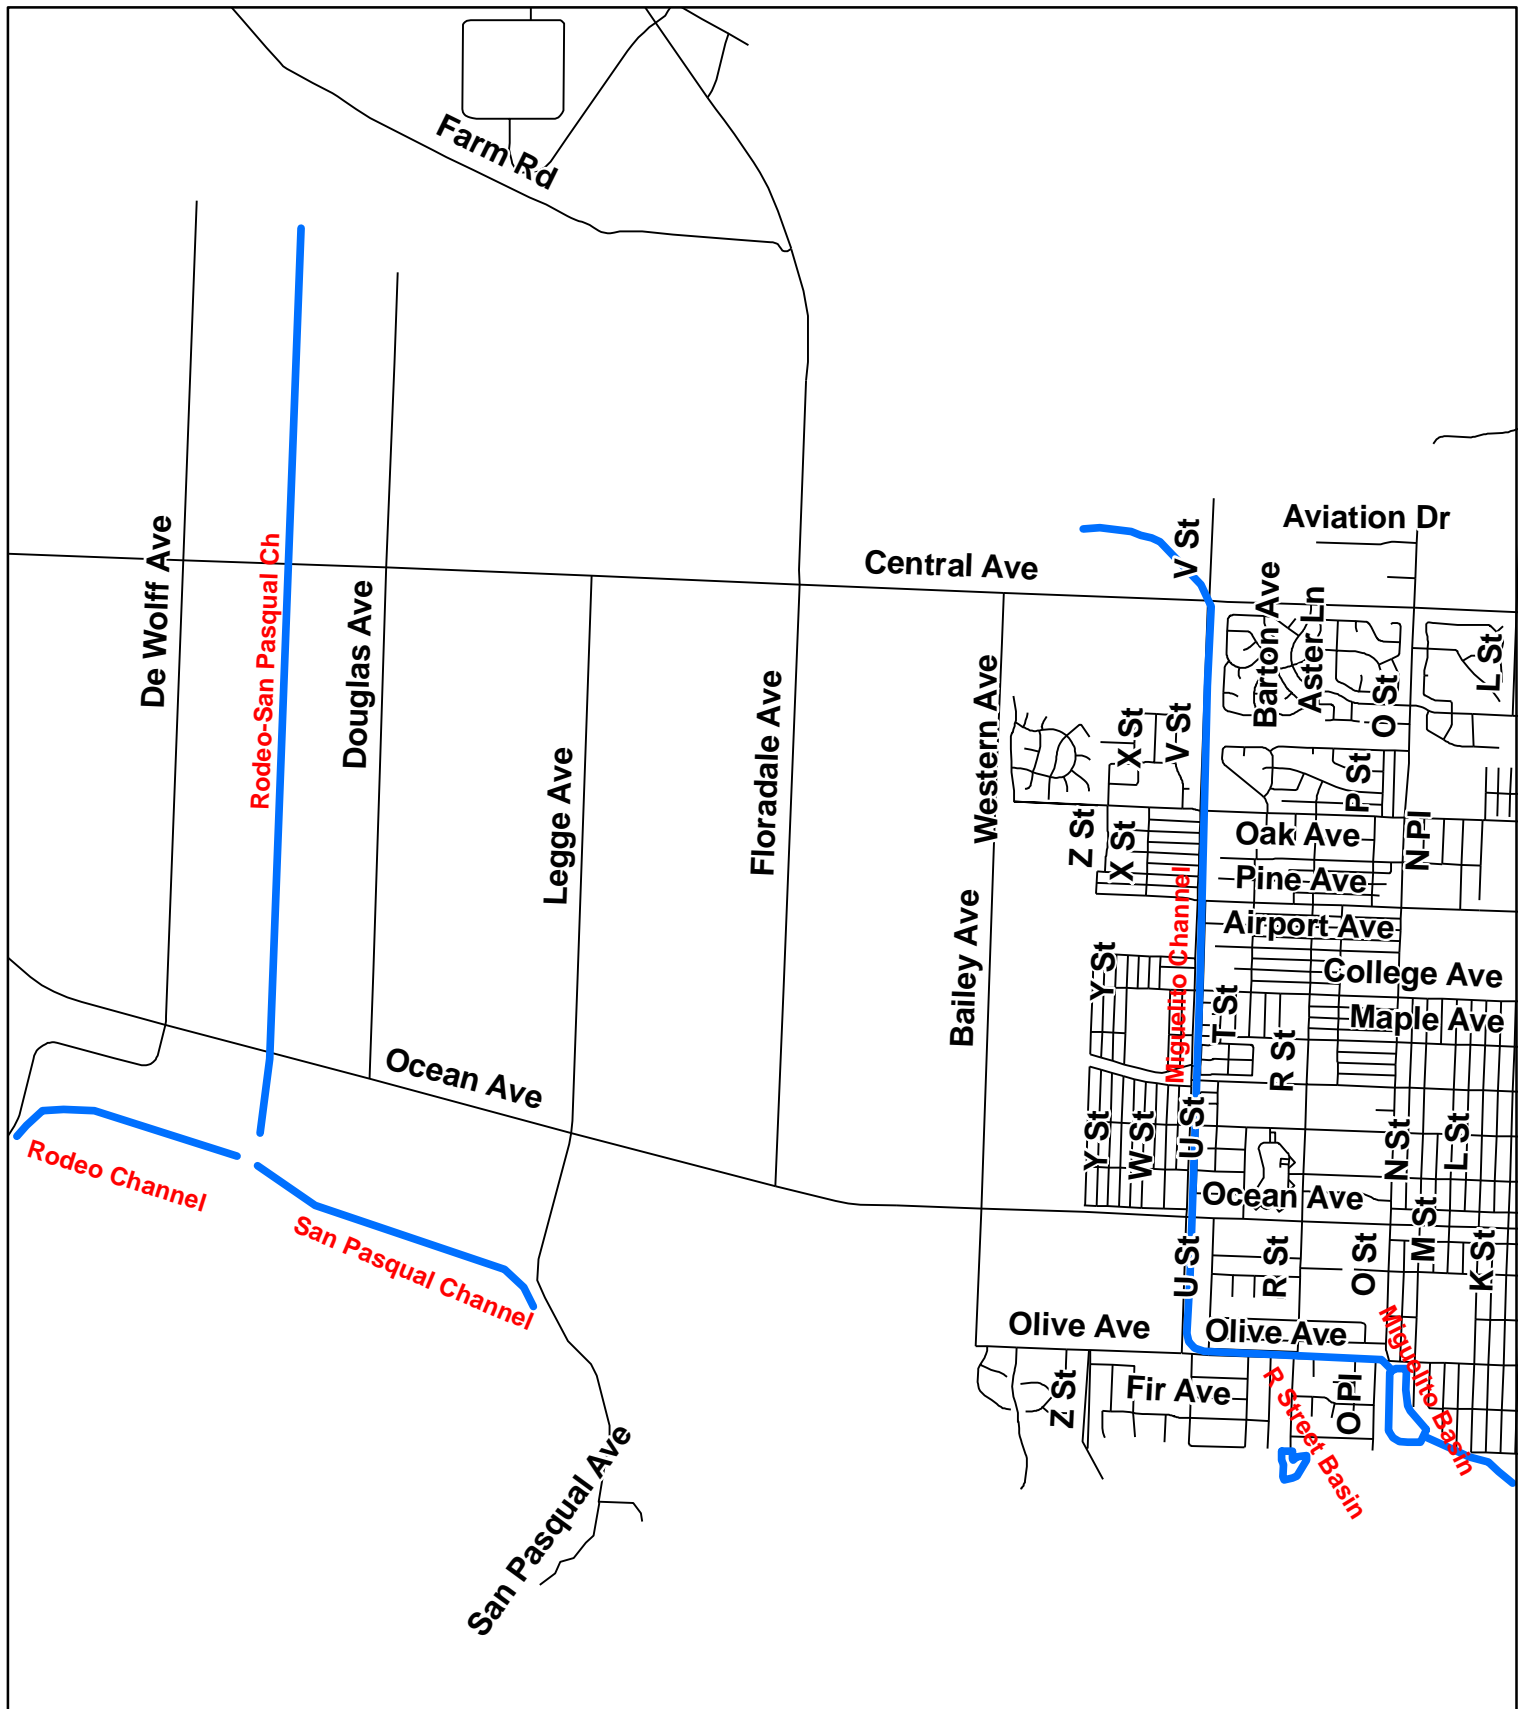 Farm Rd
Aviation Dr
V St
Central Ave
De Wolff Ave
Rodeo-San Pasqual Ch
Douglas Ave
Barton Ave
Aster Ln
L St
O St
Western Ave
X St
V St
Legge Ave
Floradale Ave
P St
Z St
X St
Oak Ave
N Pl
Pine Ave
Airport Ave
Bailey Ave
Y St
Miguelito Channel
College Ave
T St
Maple Ave
R St
Ocean Ave
Y St
W St
U St
N St
L St
Rodeo Channel
Ocean Ave
M St
San Pasqual Channel
U St
R St
O St
K St
Olive Ave
Olive Ave
Miguelito Basin
Z St
Fir Ave
R Street Basin
O Pl
San Pasqual Ave